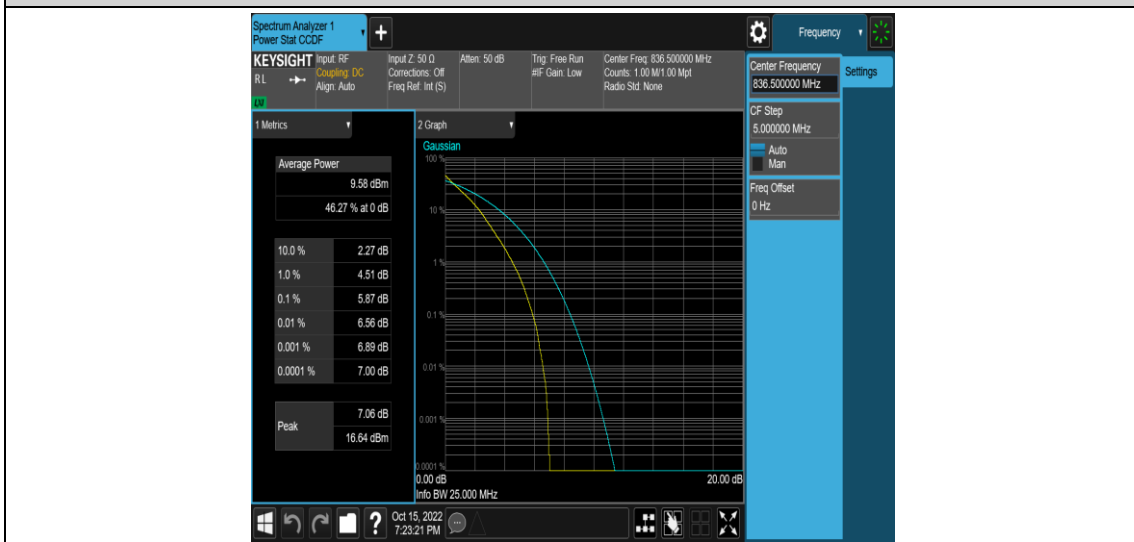 Spectrum Analyzer 1
Power Stat CCDF
+
Frequency
KEYSIGHT
RL
Input: RF
Coupling: DC
Align: Auto
Input Z: 50 Ω
Corrections: Off
Freq Ref: Int (S)
Atten: 50 dB
Trig: Free Run
#IF Gain: Low
Center Freq: 836.500000 MHz
Counts: 1.00 M/1.00 Mpt
Radio Std: None
Center Frequency
836.500000 MHz
Settings
CF Step
5.000000 MHz
Auto
Man
Freq Offset
0 Hz
1 Metrics
Average Power
9.58 dBm
46.27 % at 0 dB
10.0 % 2.27 dB
1.0 % 4.51 dB
0.1 % 5.87 dB
0.01 % 6.56 dB
0.001 % 6.89 dB
0.0001 % 7.00 dB
Peak
7.06 dB
16.64 dBm
2 Graph
Gaussian
100 %
10 %
1 %
0.1 %
0.01 %
0.001 %
0.0001 %
0.00 dB 20.00 dB
Info BW 25.000 MHz
?
Oct 15, 2022
7:23:21 PM